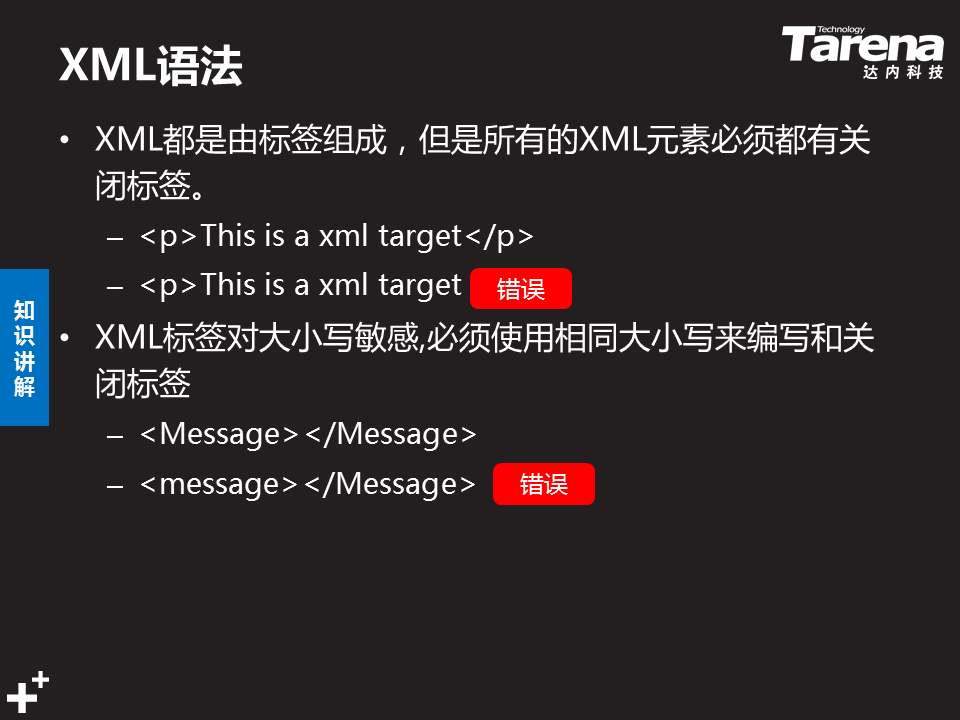 XML语法
Technology
Tarena
达内科技
• XML都是由标签组成，但是所有的XML元素必须都有关
闭标签。
– <p>This is a xml target</p>
– <p>This is a xml target 错误
知识讲解
• XML标签对大小写敏感,必须使用相同大小写来编写和关
闭标签
– <Message></Message>
– <message></Message> 错误